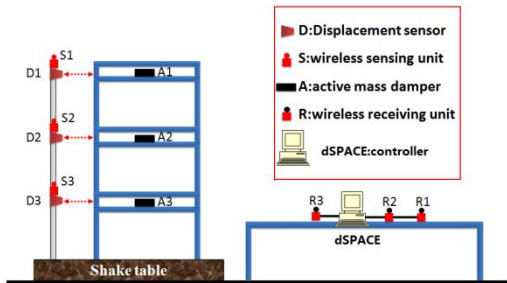 S1
D1
A1
S2
D2
A2
S3
D3
A3
Shake table
D:Displacement sensor
S:wireless sensing unit
A:active mass damper
R:wireless receiving unit
dSPACE:controller
R3
R2
R1
dSPACE